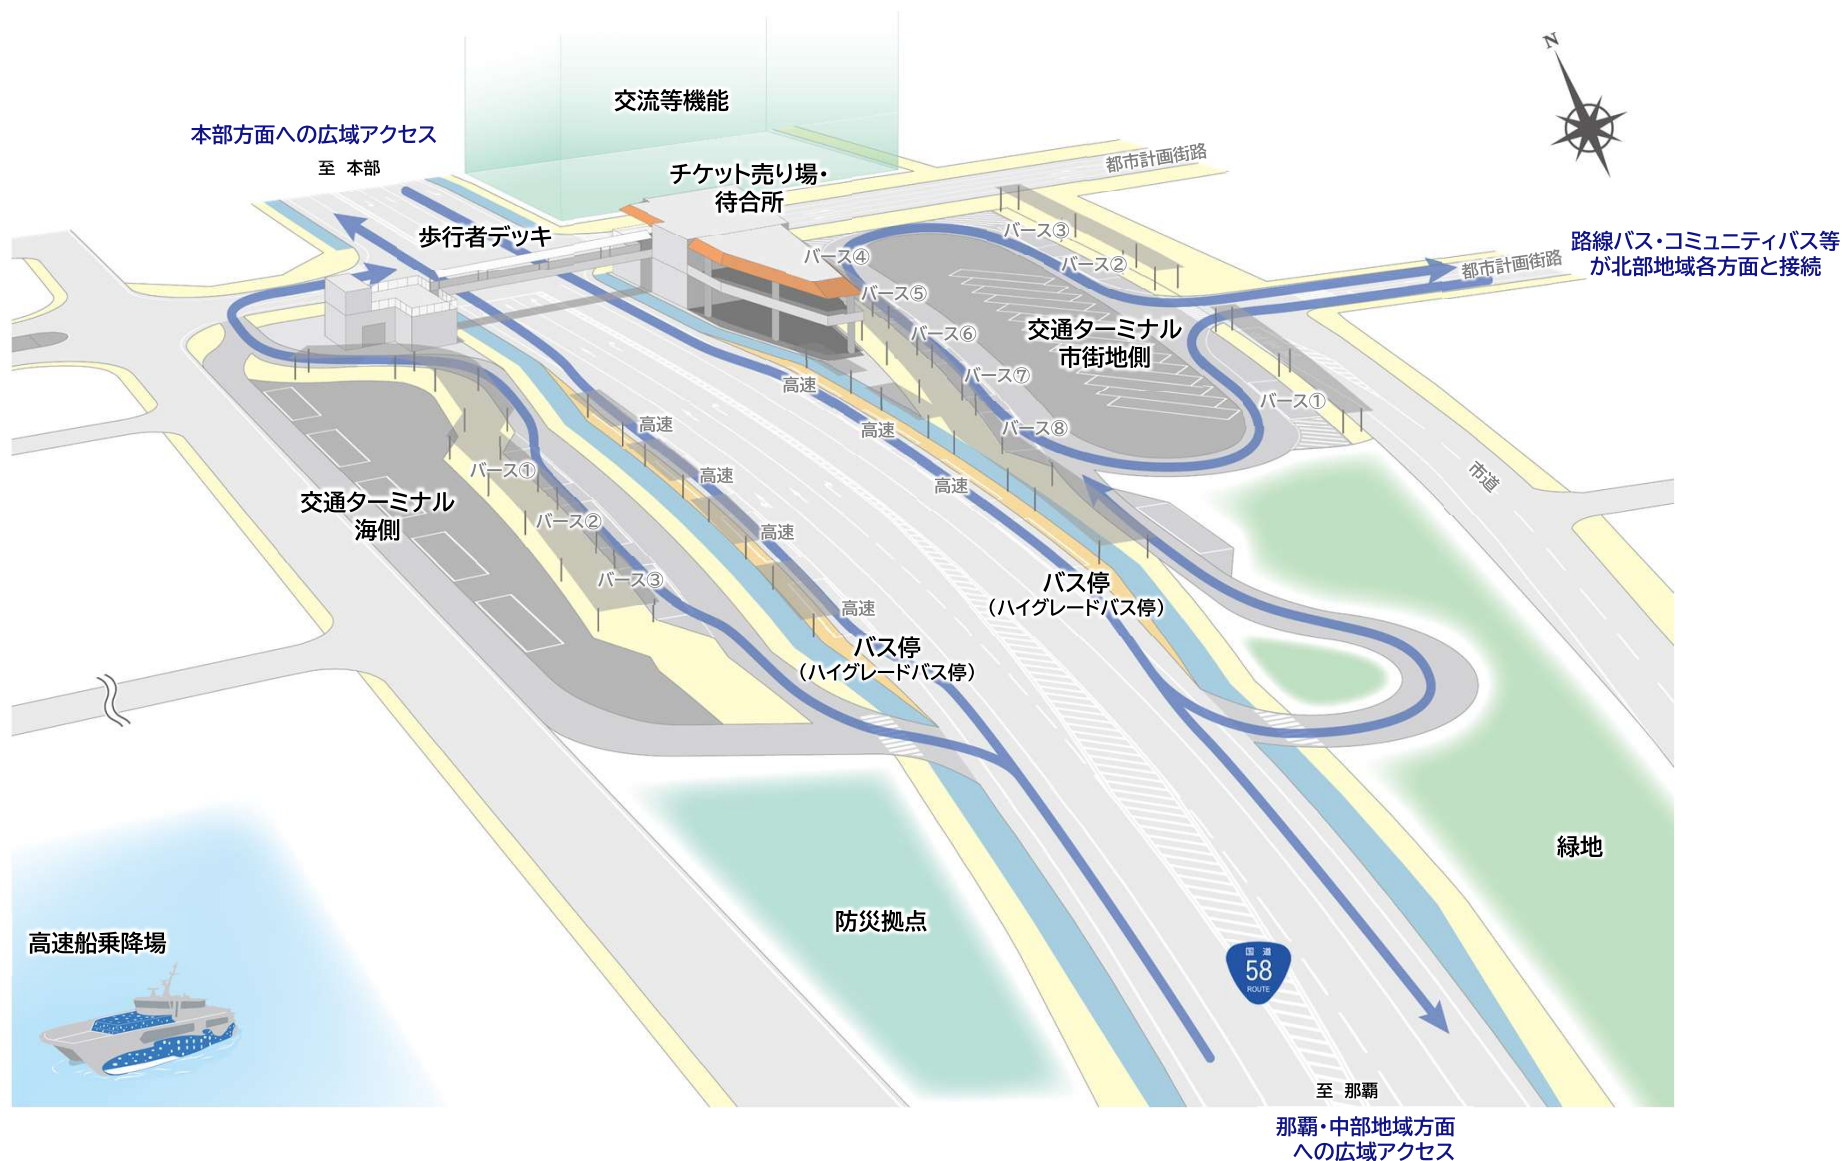 N
交流等機能
本部方面への広域アクセス
至 本部
都市計画街路
チケット売り場・
待合所
歩行者デッキ
バース③
バース②
バース④
バース⑤
バース⑥
バース⑦
バース⑧
バース①
路線バス・コミュニティバス等
が北部地域各方面と接続
都市計画街路
交通ターミナル
市街地側
高速
高速
高速
高速
高速
高速
高速
市道
バース①
バース②
バース③
交通ターミナル
海側
バス停
（ハイグレードバス停）
バス停
（ハイグレードバス停）
緑地
防災拠点
高速船乗降場
国道
58
ROUTE
至 那覇
那覇・中部地域方面
への広域アクセス